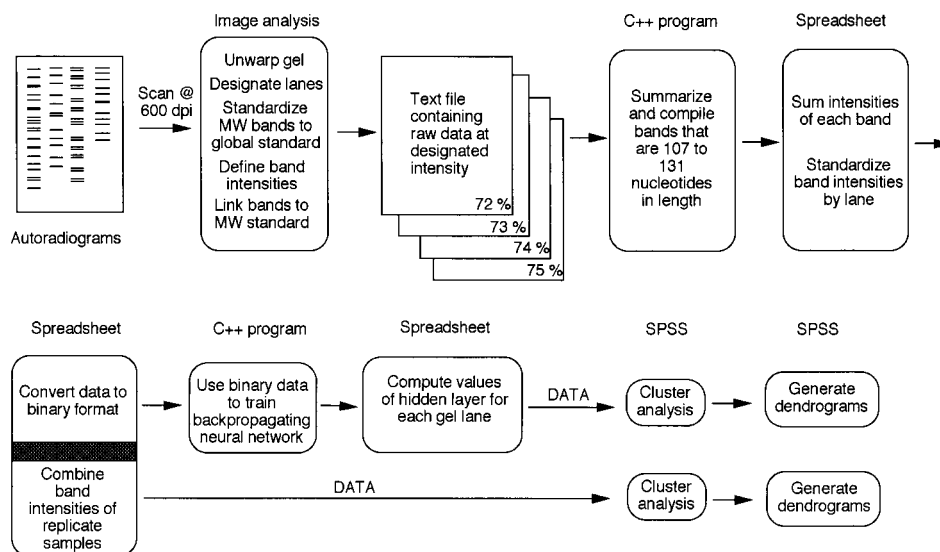 Image analysis
C++ program
Spreadsheet
Scan @
600 dpi
Unwarp gel
Designate lanes
Standardize
MW bands to
global standard
Define band
intensities
Link bands to
MW standard
Text file
containing
raw data at
designated
intensity
72 %
73 %
74 %
75 %
Summarize
and compile
bands that
are 107 to
131
nucleotides
in length
Sum intensities
of each band
Standardize
band intensities
by lane
Autoradiograms
Spreadsheet
C++ program
Spreadsheet
SPSS
SPSS
Convert data to
binary format
Use binary data
to train
backpropagating
neural network
Compute values
of hidden layer for
each gel lane
DATA
Cluster
analysis
Generate
dendrograms
Combine
band
intensities of
replicate
samples
DATA
Cluster
analysis
Generate
dendrograms